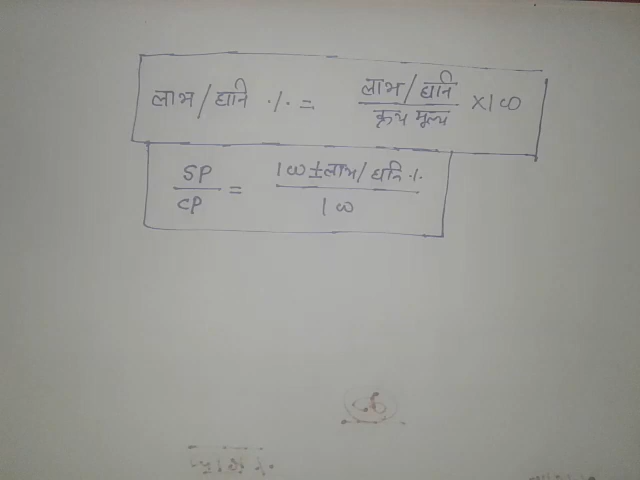 लाभ / हानि % = लाभ / हानि / क्रय मूल्य × 100
SP / CP = 100 ± लाभ / हानि % / 100